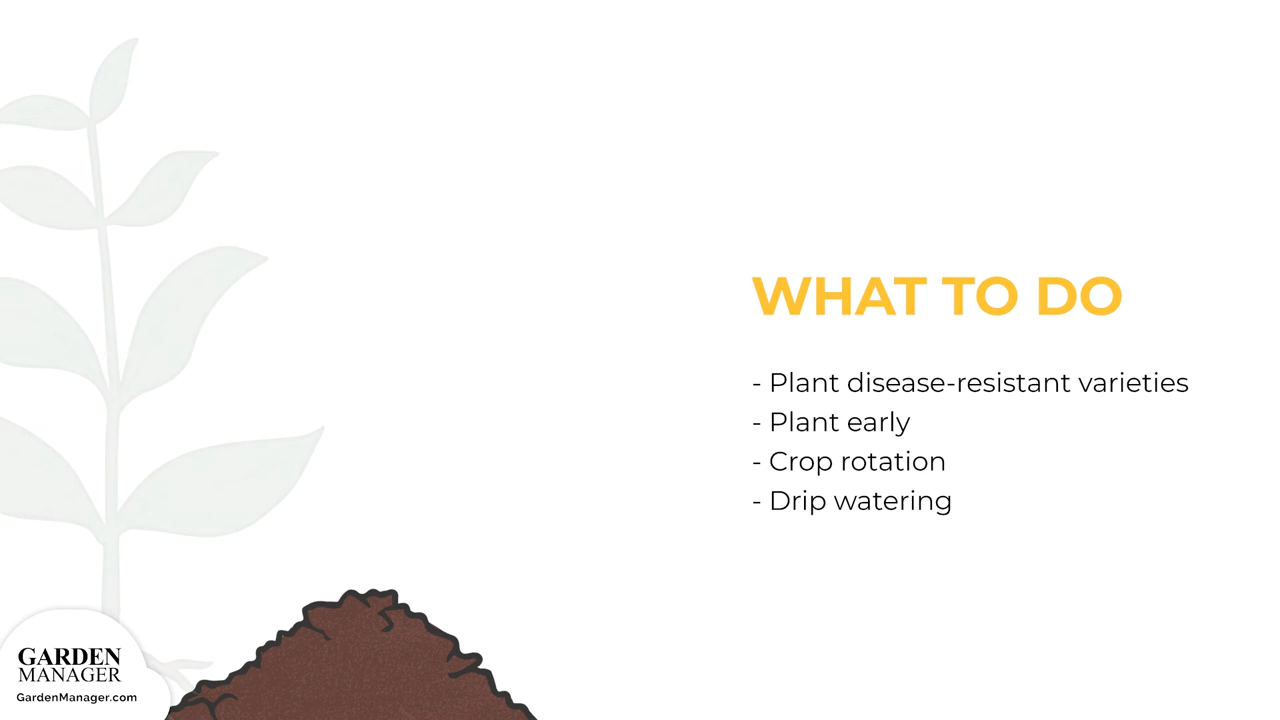 WHAT TO DO
- Plant disease-resistant varieties
- Plant early
- Crop rotation
- Drip watering
GARDEN
MANAGER
GardenManager.com